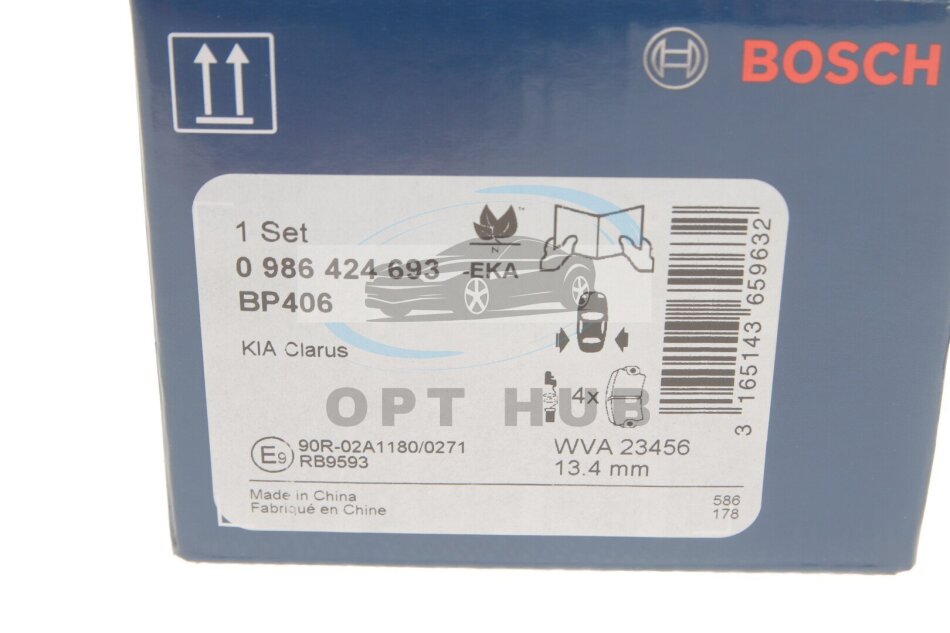 BOSCH
1 Set
0 986 424 693 -EKA
BP406
KIA Clarus
N
TM
OPT HUB
4x
E9
90R-02A1180/0271
RB9593
WVA 23456
13.4 mm
Made in China
Fabriqué en Chine
586
178
3 165143 659632